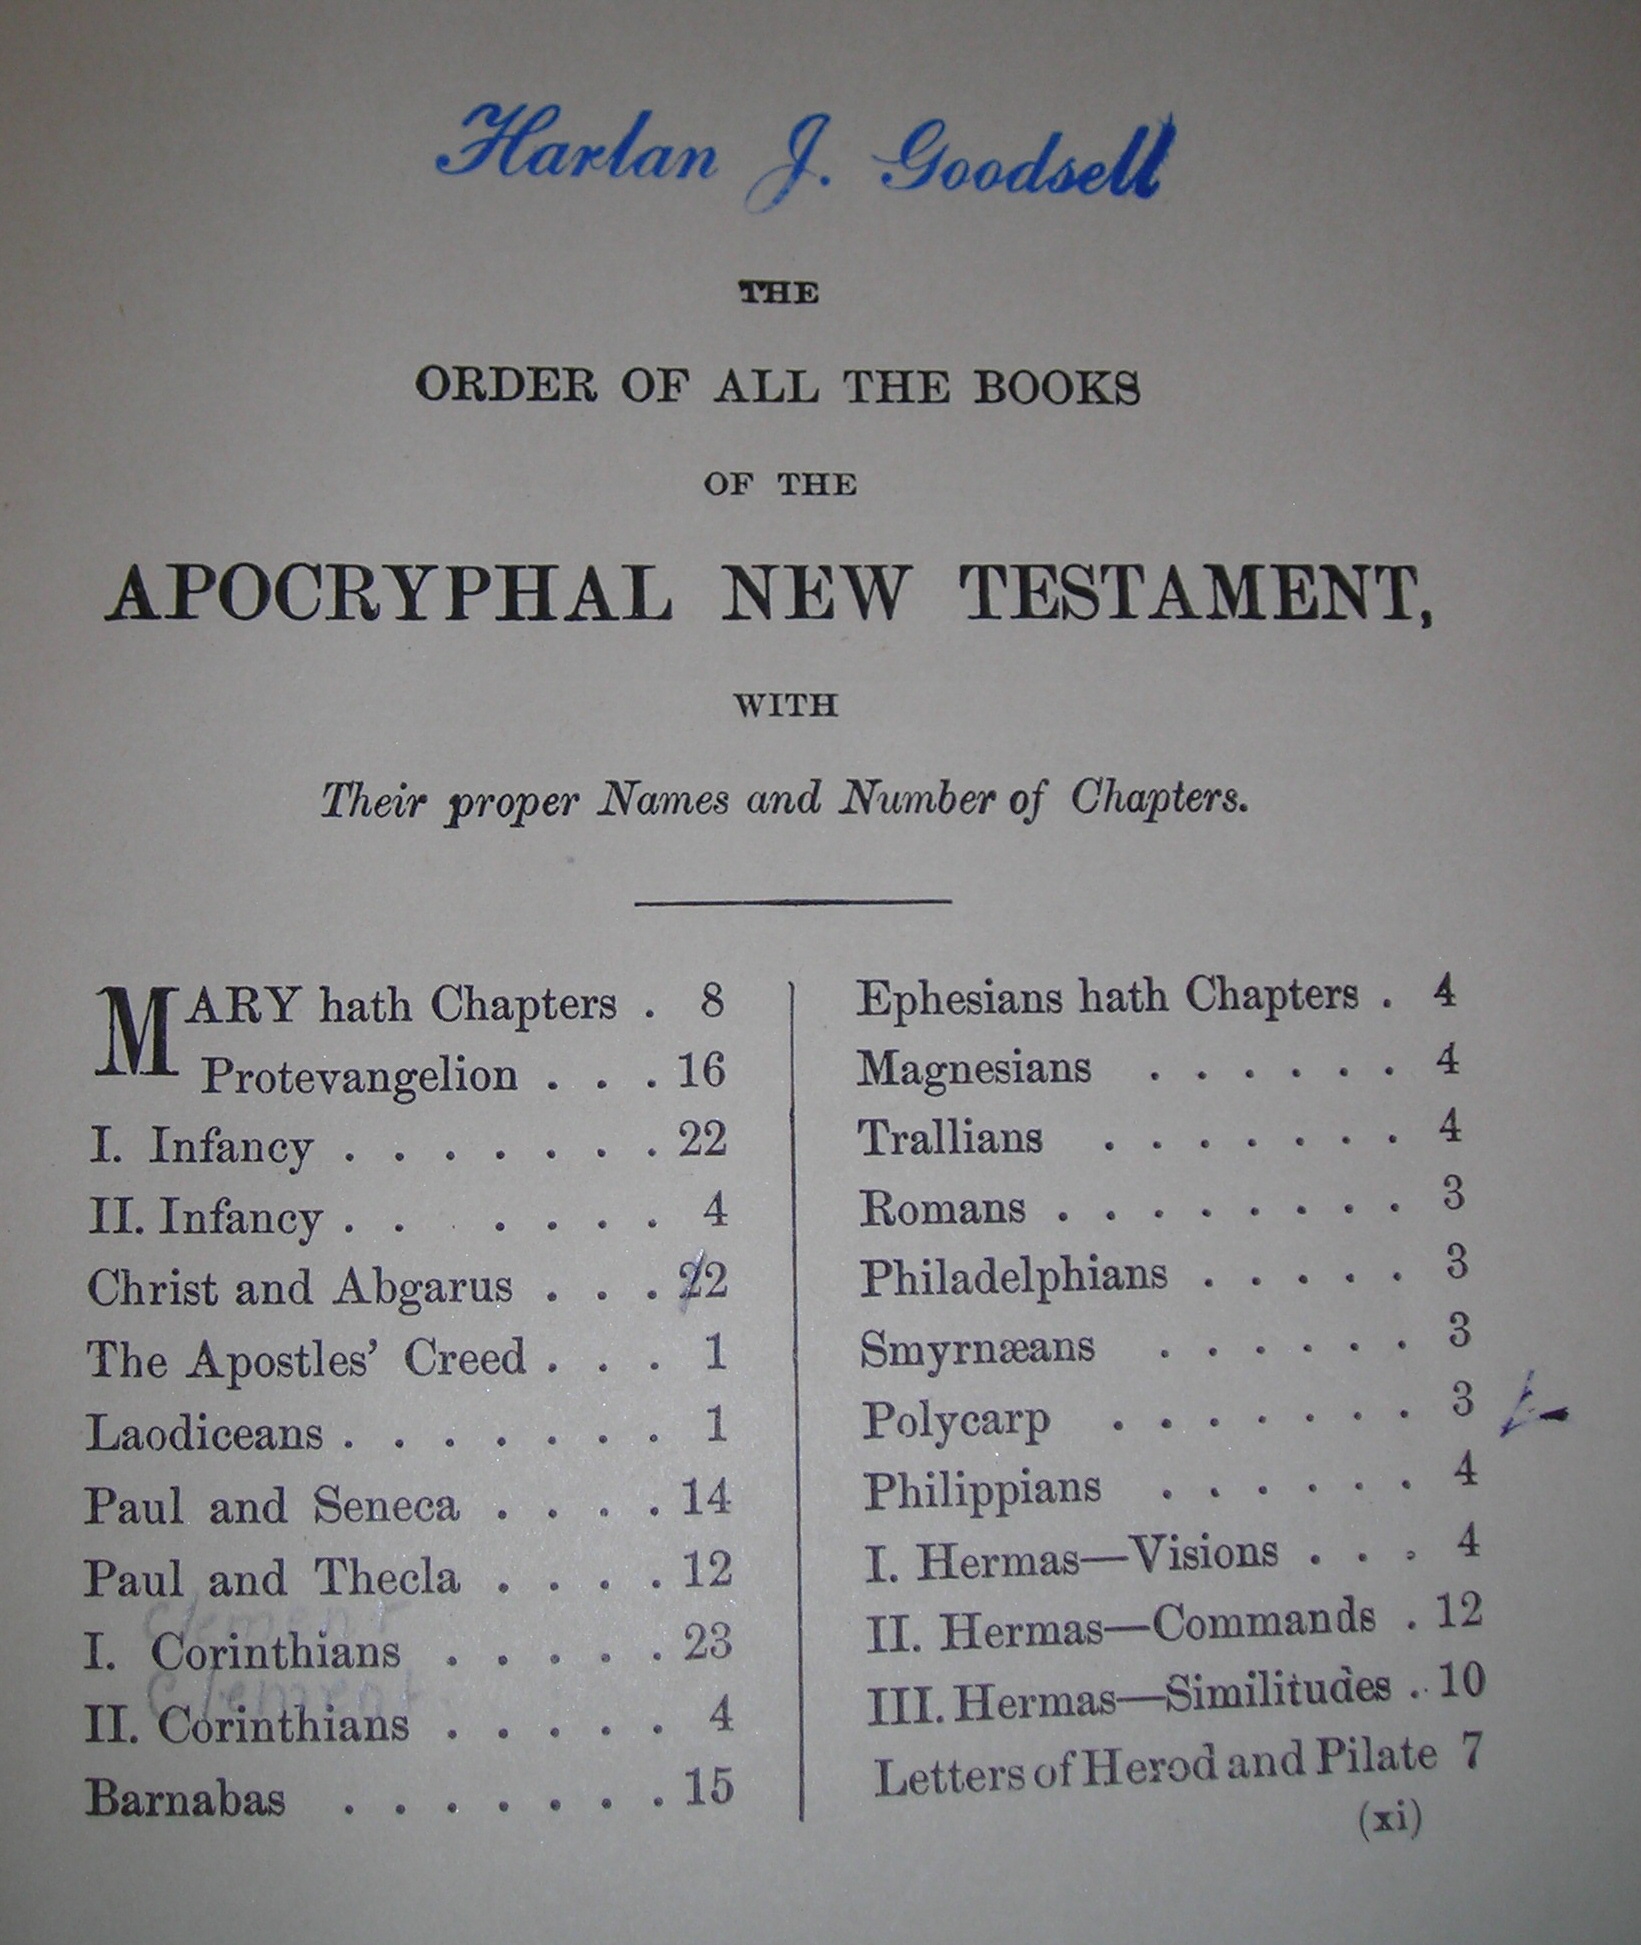 Harlan J. Goodsell
THE
ORDER OF ALL THE BOOKS
OF THE
APOCRYPHAL NEW TESTAMENT,
WITH
Their proper Names and Number of Chapters.
MARY hath Chapters . 8
Protevangelion . . . 16
I. Infancy . . . . . . . 22
II. Infancy . . . . . . 4
Christ and Abgarus . . . 22
The Apostles' Creed . . . 1
Laodiceans . . . . . . . 1
Paul and Seneca . . . . 14
Paul and Thecla . . . . 12
Clement
I. Corinthians . . . . . 23
Clement
II. Corinthians . . . . . 4
Barnabas . . . . . . . 15
Ephesians hath Chapters . 4
Magnesians . . . . . . 4
Trallians . . . . . . . 4
Romans . . . . . . . . 3
Philadelphians . . . . . 3
Smyrnæans . . . . . . 3
Polycarp . . . . . . . 3
Philippians . . . . . . 4
I. Hermas—Visions . . . 4
II. Hermas—Commands . 12
III. Hermas—Similitudes . . 10
Letters of Herod and Pilate 7
(xi)